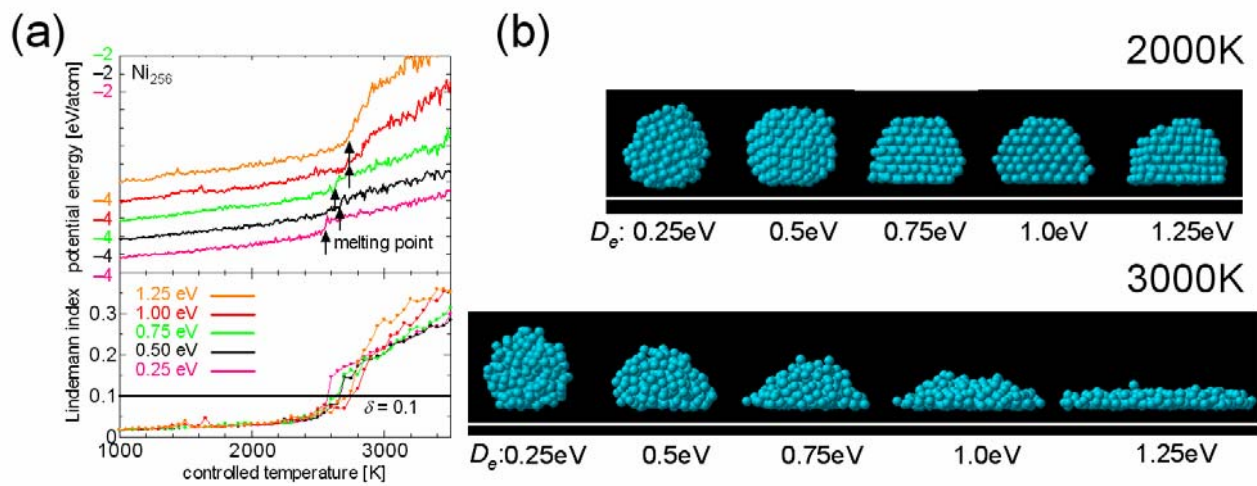 (a)
(b)
−2
−2
−2
Ni256
potential energy [eV/atom]
−4
−4
−4
−4
−4
melting point
Lindemann index
0.3
0.2
0.1
0
1.25 eV
1.00 eV
0.75 eV
0.50 eV
0.25 eV
δ = 0.1
1000
2000
3000
controlled temperature [K]
2000K
De: 0.25eV 0.5eV 0.75eV 1.0eV 1.25eV
3000K
De:0.25eV 0.5eV 0.75eV 1.0eV 1.25eV